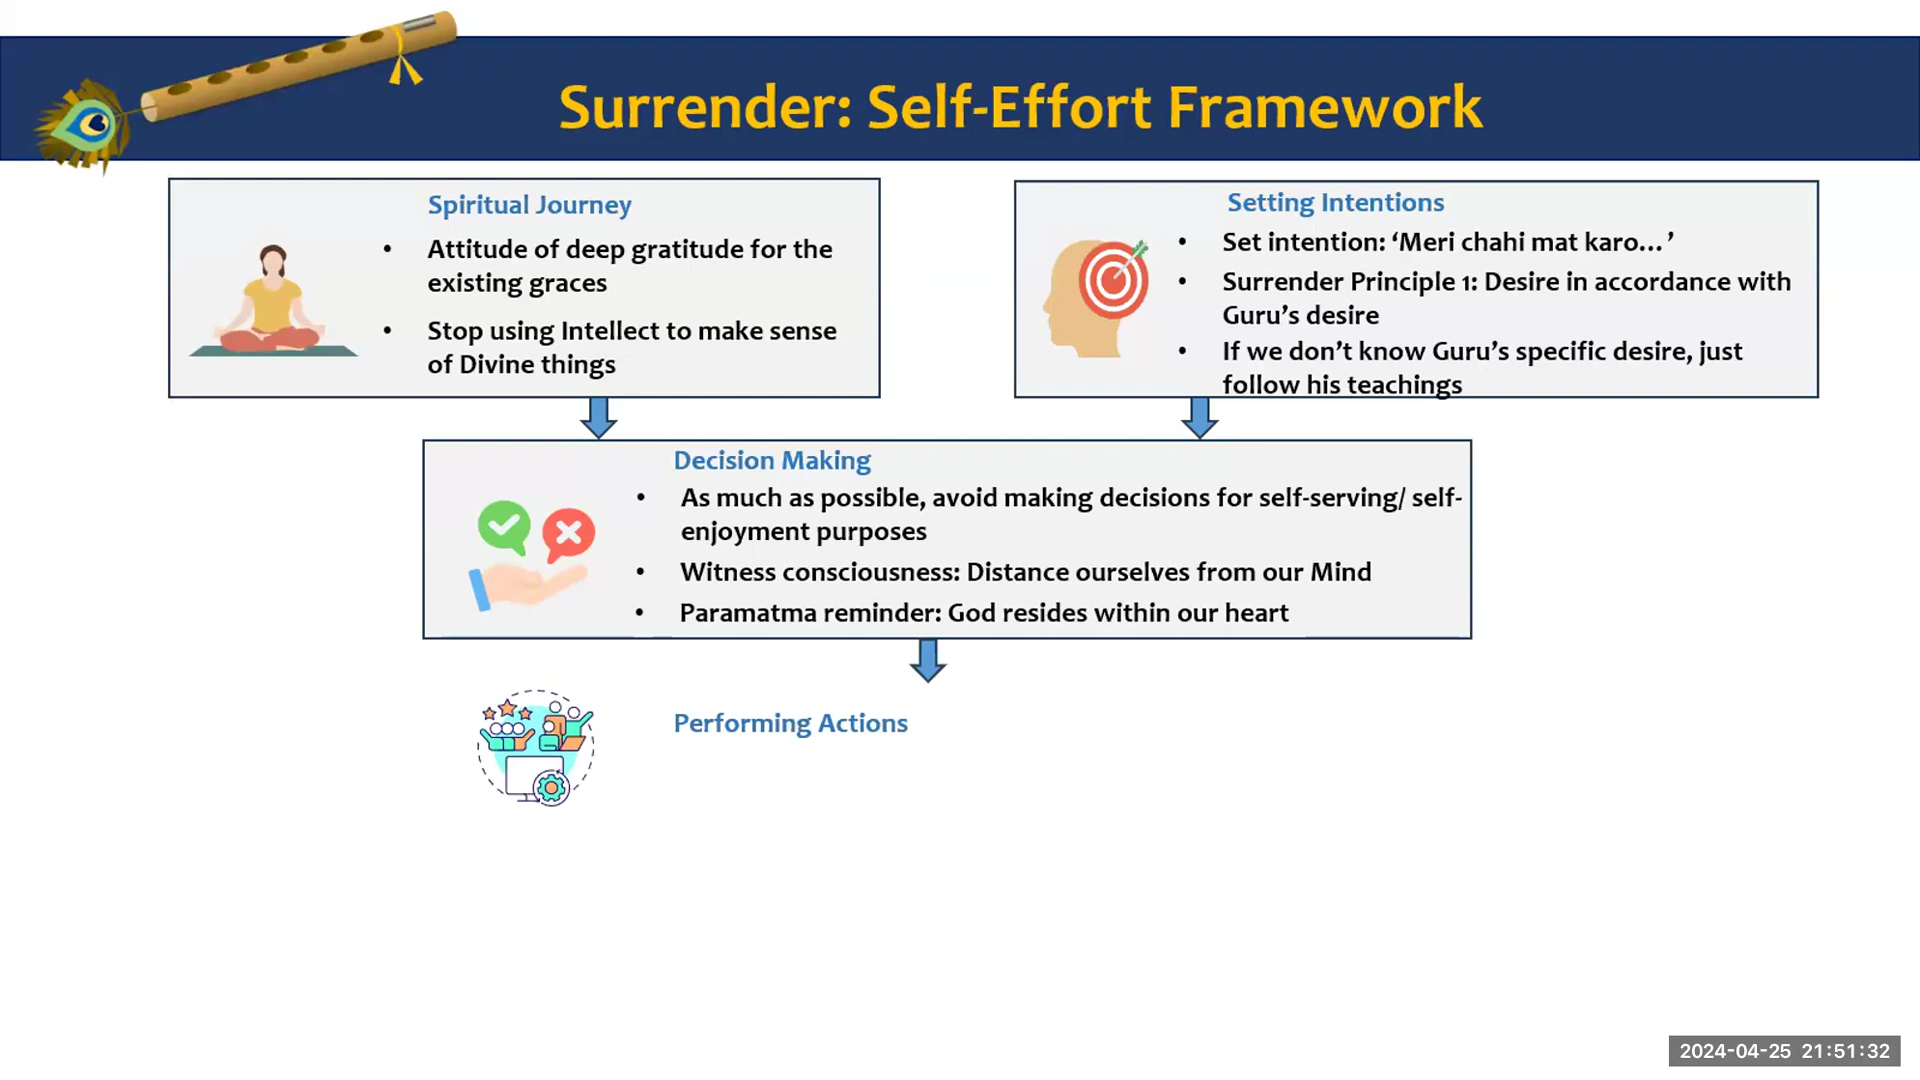 Surrender: Self-Effort Framework
Spiritual Journey
• Attitude of deep gratitude for the
existing graces
• Stop using Intellect to make sense
of Divine things
Setting Intentions
• Set intention: ‘Meri chahi mat karo...’
• Surrender Principle 1: Desire in accordance with
Guru’s desire
• If we don’t know Guru’s specific desire, just
follow his teachings
Decision Making
• As much as possible, avoid making decisions for self-serving/ self-
enjoyment purposes
• Witness consciousness: Distance ourselves from our Mind
• Paramatma reminder: God resides within our heart
Performing Actions
2024-04-25 21:51:32